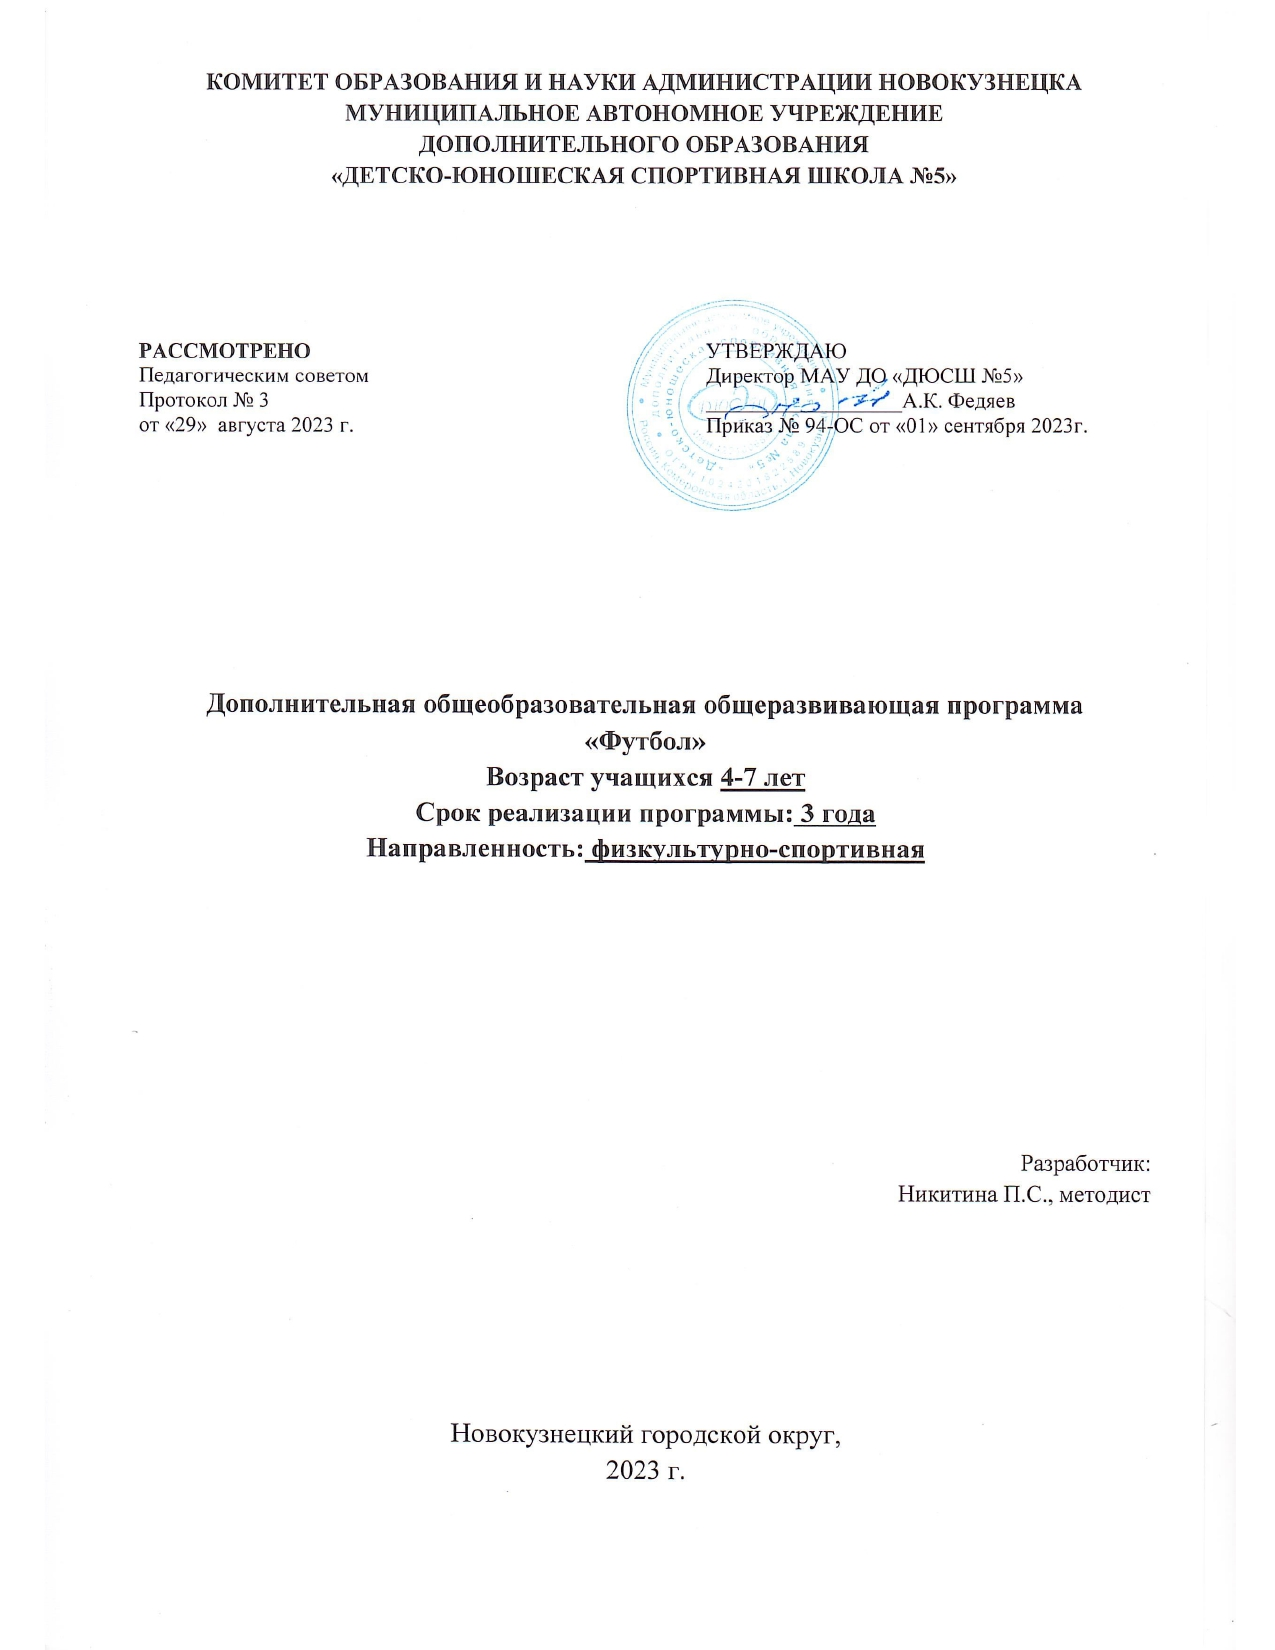 КОМИТЕТ ОБРАЗОВАНИЯ И НАУКИ АДМИНИСТРАЦИИ НОВОКУЗНЕЦКА
МУНИЦИПАЛЬНОЕ АВТОНОМНОЕ УЧРЕЖДЕНИЕ
ДОПОЛНИТЕЛЬНОГО ОБРАЗОВАНИЯ
«ДЕТСКО-ЮНОШЕСКАЯ СПОРТИВНАЯ ШКОЛА №5»
РАССМОТРЕНО
Педагогическим советом
Протокол № 3
от «29» августа 2023 г.
УТВЕРЖДАЮ
Директор МАУ ДО «ДЮСШ №5»
А.К. Федяев
Приказ № 94-ОС от «01» сентября 2023г.
Дополнительная общеобразовательная общеразвивающая программа
«Футбол»
Возраст учащихся 4-7 лет
Срок реализации программы: 3 года
Направленность: физкультурно-спортивная
Разработчик:
Никитина П.С., методист
Новокузнецкий городской округ,
2023 г.